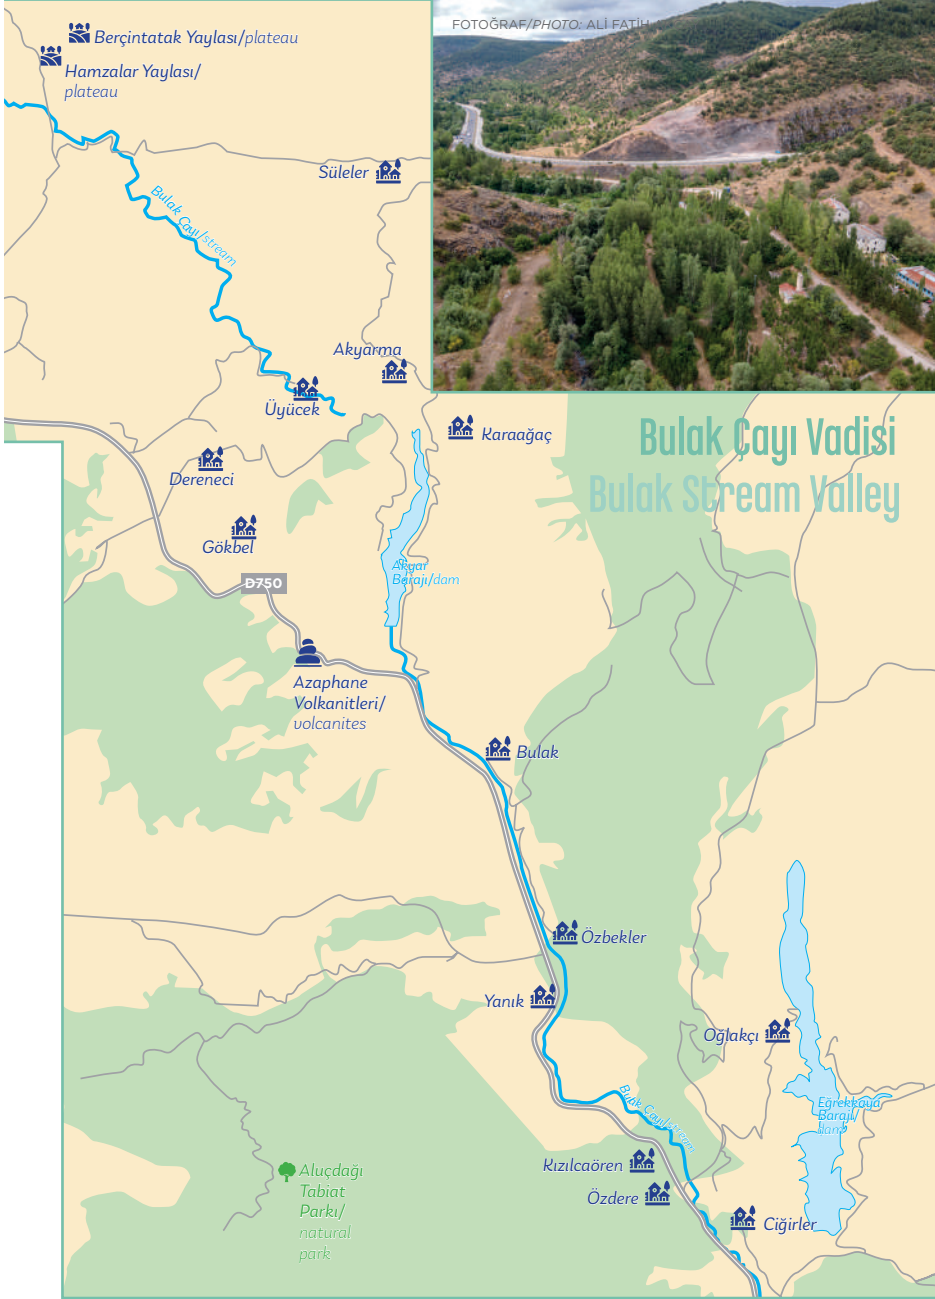 FOTOĞRAF/PHOTO: ALİ FATİH
Berçintatak Yaylası/plateau
Hamzalar Yaylası/
plateau
Süleler
Bulak Çayı/stream
Akyarma
Üyücek
Karaağaç
Bulak Çayı Vadisi
Bulak Stream Valley
Dereneci
Gökbel
Akyar
Barajı/dam
D750
Azaphane
Volkanitleri/
volcanites
Bulak
Özbekler
Yanık
Oğlakçı
Eğrekkaya
Barajı/
dam
Bulak Çayı/stream
Kızılcaören
Özdere
Aluçdağı
Tabiat
Parkı/
natural
park
Ciğirler